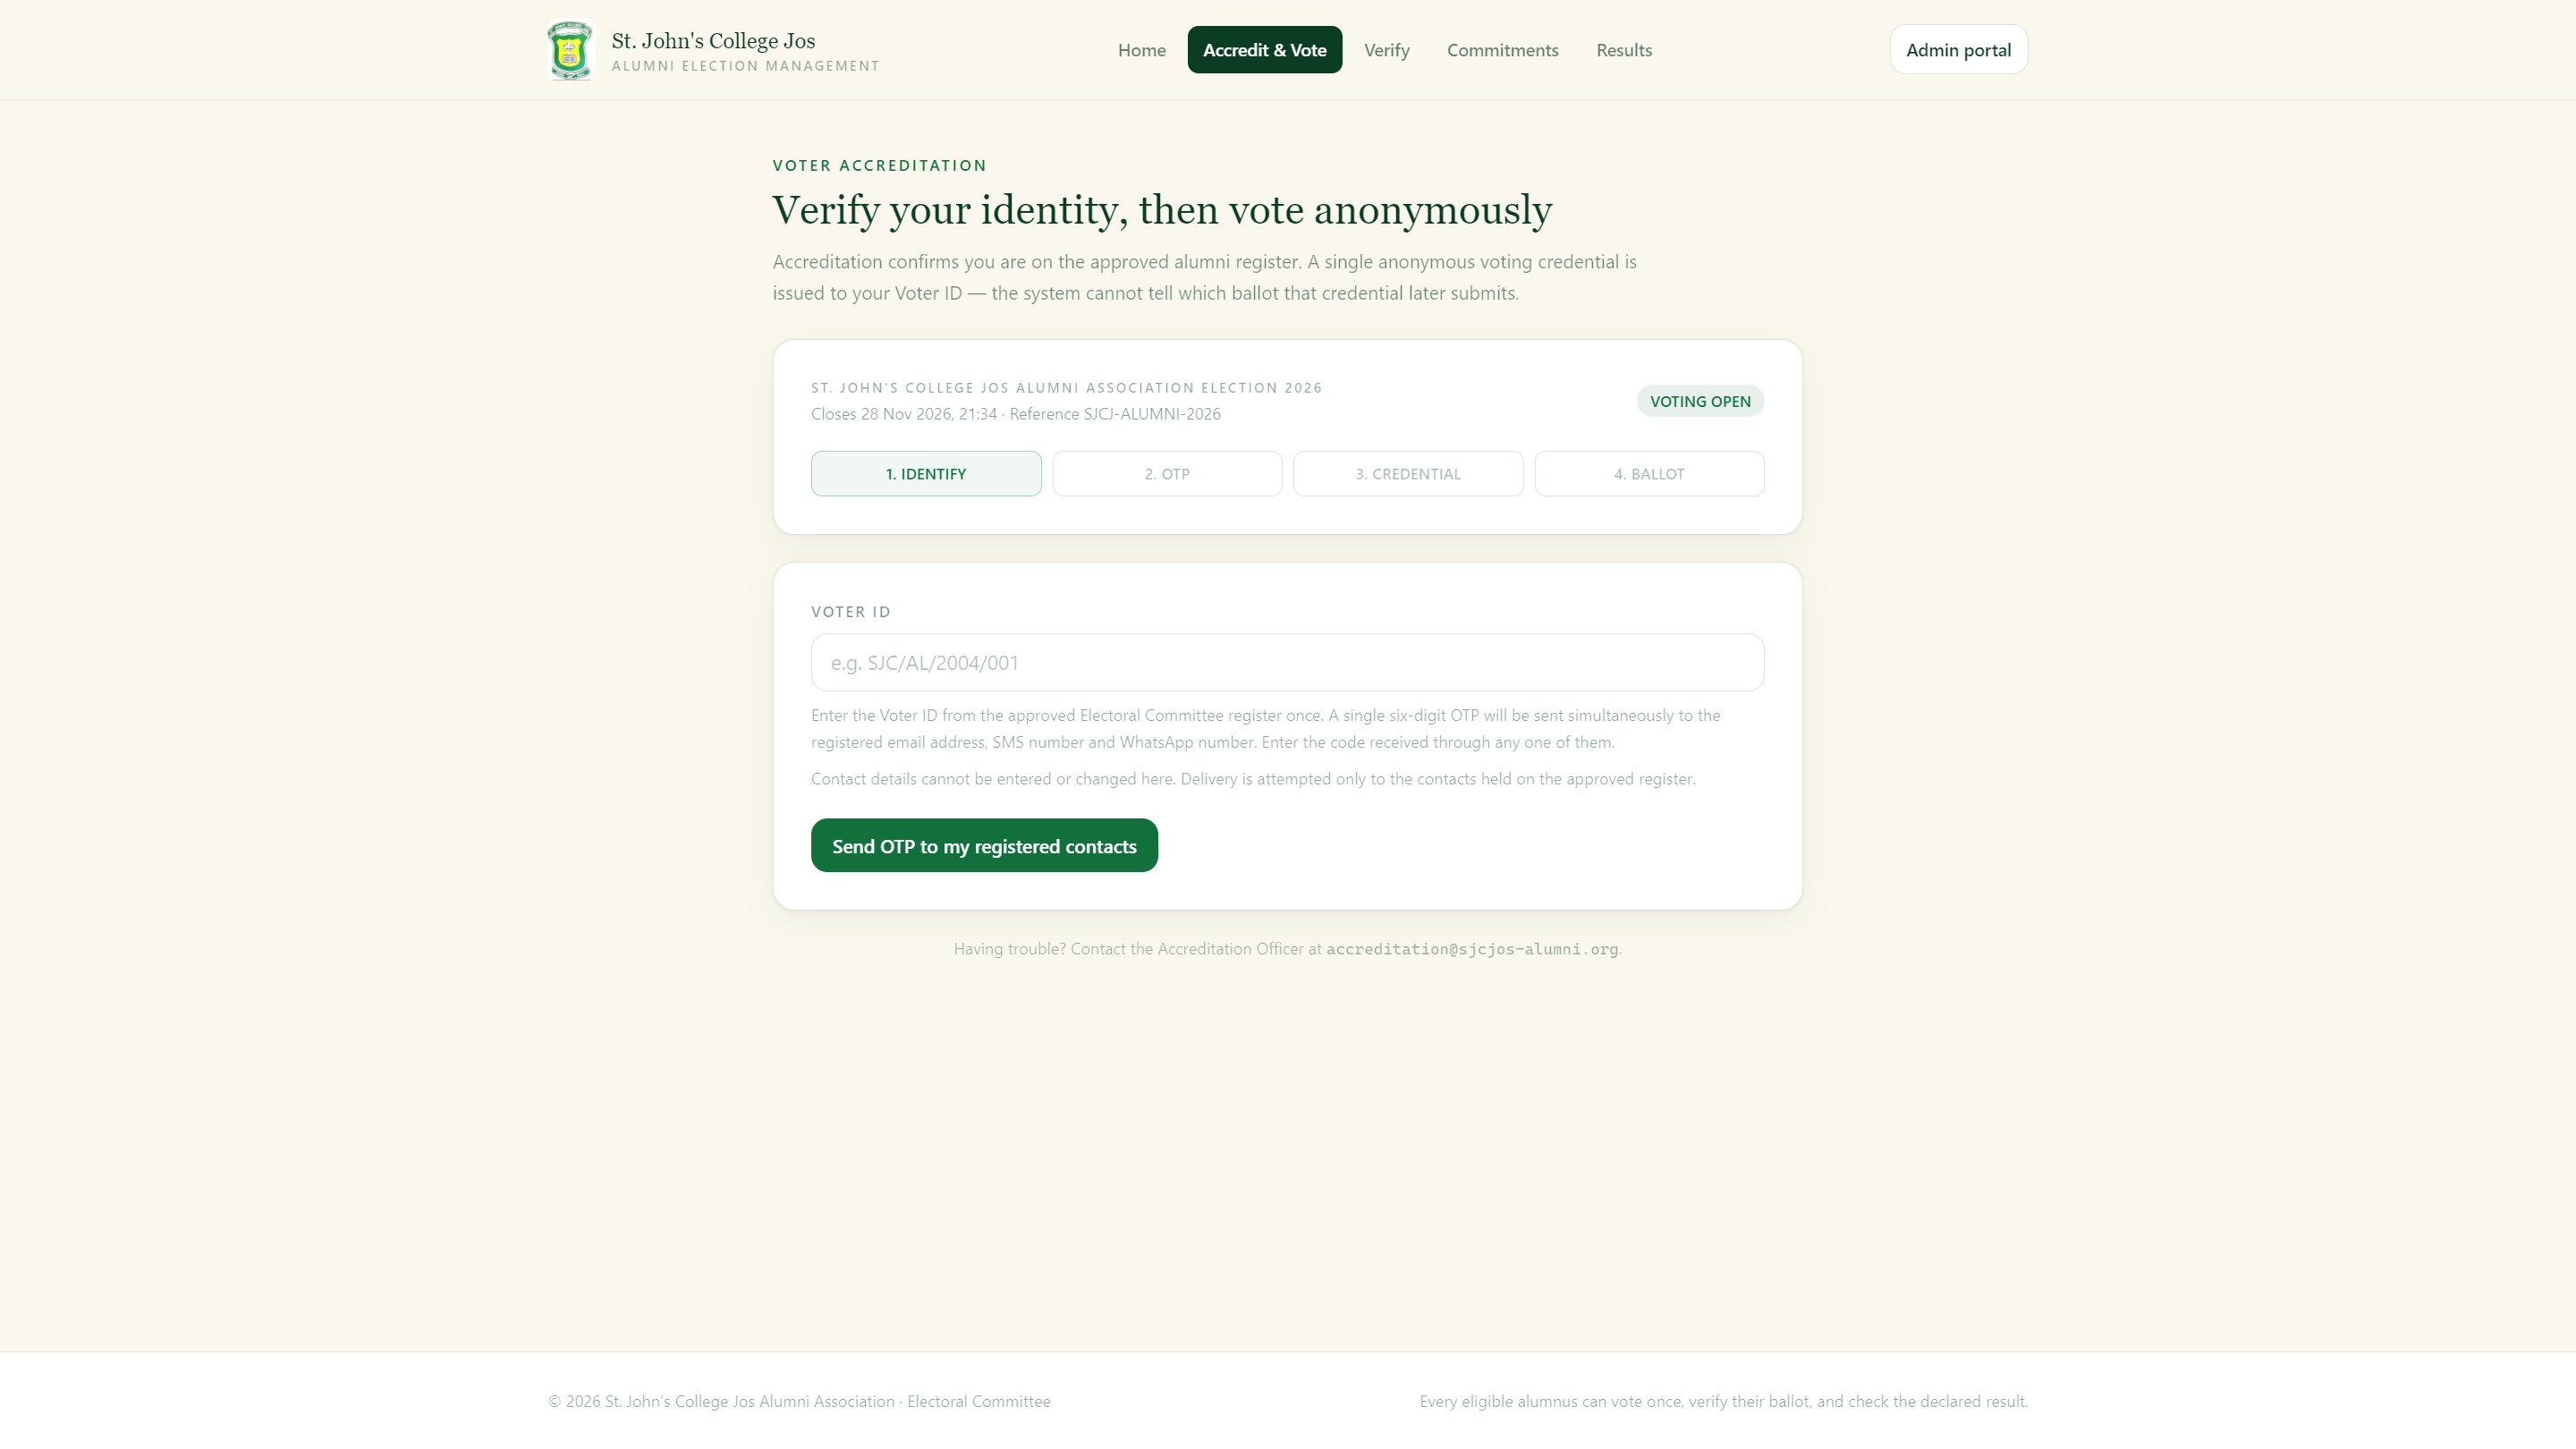 St. John's College Jos
ALUMNI ELECTION MANAGEMENT
Home
Accredit & Vote
Verify
Commitments
Results
Admin portal
VOTER ACCREDITATION
Verify your identity, then vote anonymously
Accreditation confirms you are on the approved alumni register. A single anonymous voting credential is
issued to your Voter ID — the system cannot tell which ballot that credential later submits.
ST. JOHN'S COLLEGE JOS ALUMNI ASSOCIATION ELECTION 2026
Closes 28 Nov 2026, 21:34 · Reference SJCJ-ALUMNI-2026
VOTING OPEN
1. IDENTIFY
2. OTP
3. CREDENTIAL
4. BALLOT
VOTER ID
e.g. SJC/AL/2004/001
Enter the Voter ID from the approved Electoral Committee register once. A single six-digit OTP will be sent simultaneously to the
registered email address, SMS number and WhatsApp number. Enter the code received through any one of them.
Contact details cannot be entered or changed here. Delivery is attempted only to the contacts held on the approved register.
Send OTP to my registered contacts
Having trouble? Contact the Accreditation Officer at accreditation@sjcjos-alumni.org.
© 2026 St. John's College Jos Alumni Association · Electoral Committee
Every eligible alumnus can vote once, verify their ballot, and check the declared result.